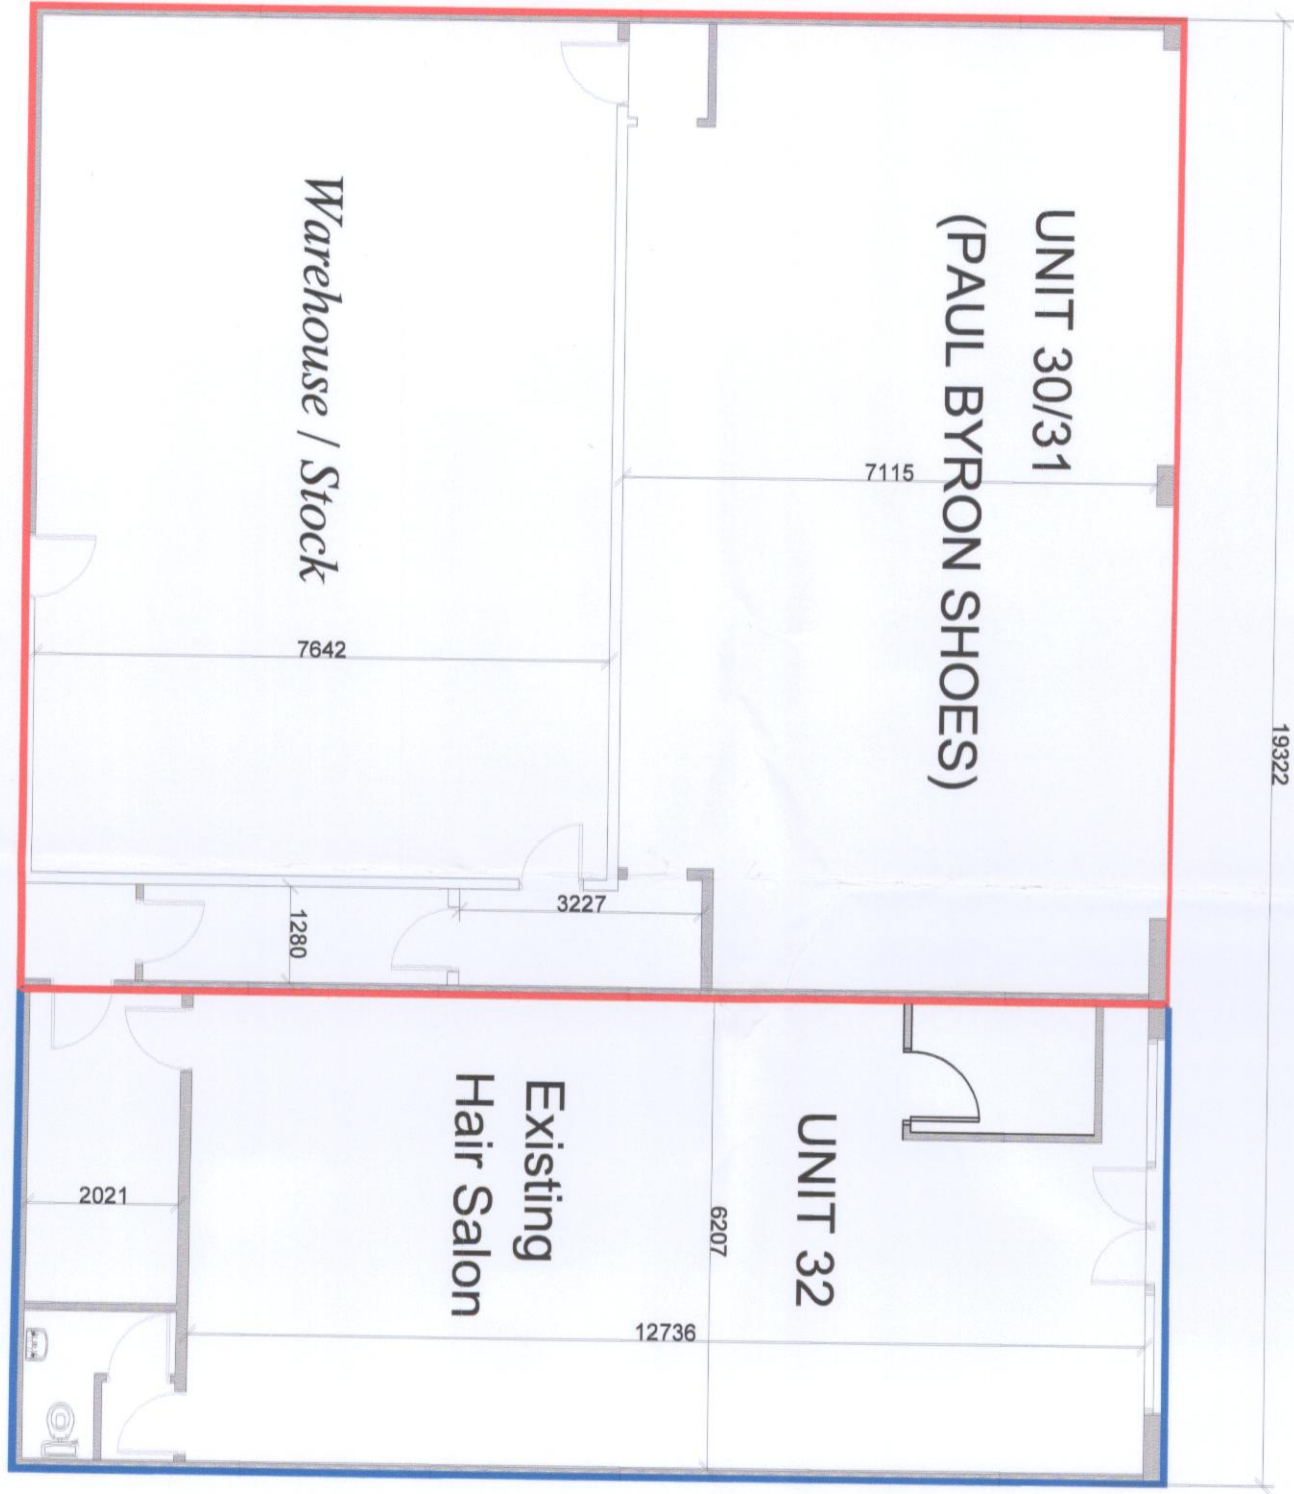 UNIT 30/31
(PAUL BYRON SHOES)
Warehouse / Stock
7115
7642
19322
3227
1280
UNIT 32
Existing
Hair Salon
6207
2021
12736